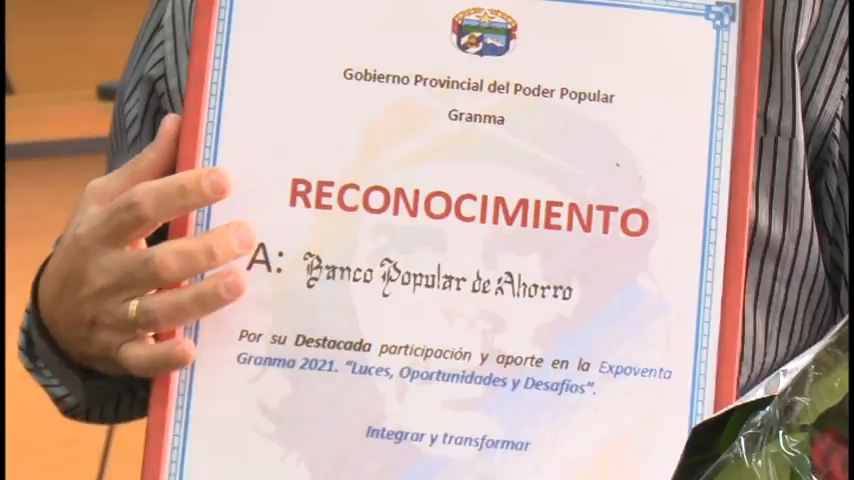 Gobierno Provincial del Poder Popular
Granma
RECONOCIMIENTO
A: Banco Popular de Ahorro
Por su Destacada participación y aporte en la Expoventa
Granma 2021. "Luces, Oportunidades y Desafíos".
Integrar y transformar